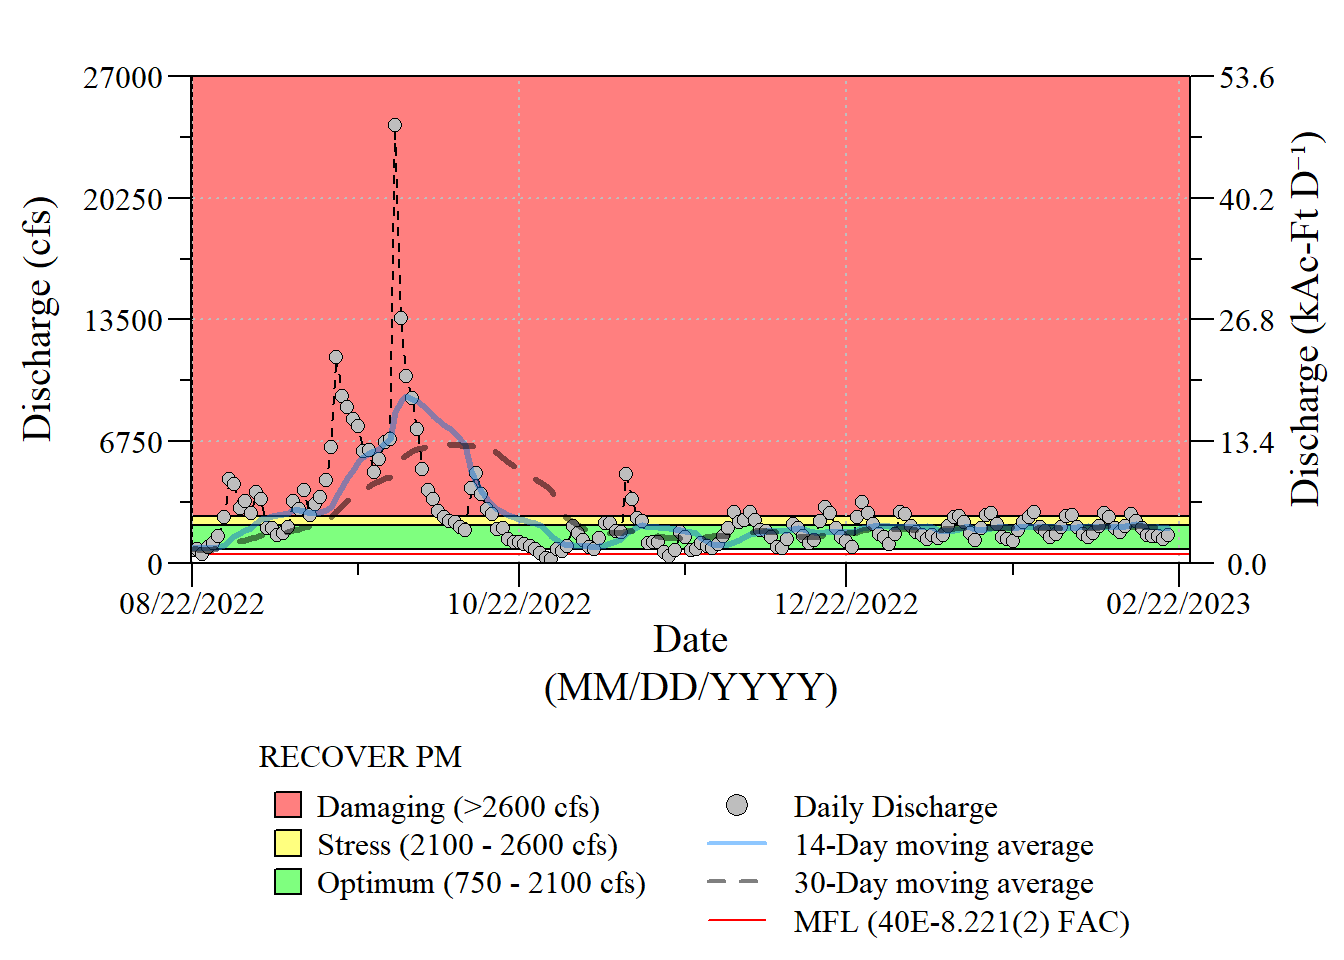 27000
20250
13500
6750
0
Discharge (cfs)
53.6
40.2
26.8
13.4
0.0
Discharge (kAc-Ft D⁻¹)
08/22/2022
10/22/2022
12/22/2022
02/22/2023
Date
(MM/DD/YYYY)
RECOVER PM
Damaging (>2600 cfs)
Stress (2100 - 2600 cfs)
Optimum (750 - 2100 cfs)
Daily Discharge
14-Day moving average
30-Day moving average
MFL (40E-8.221(2) FAC)